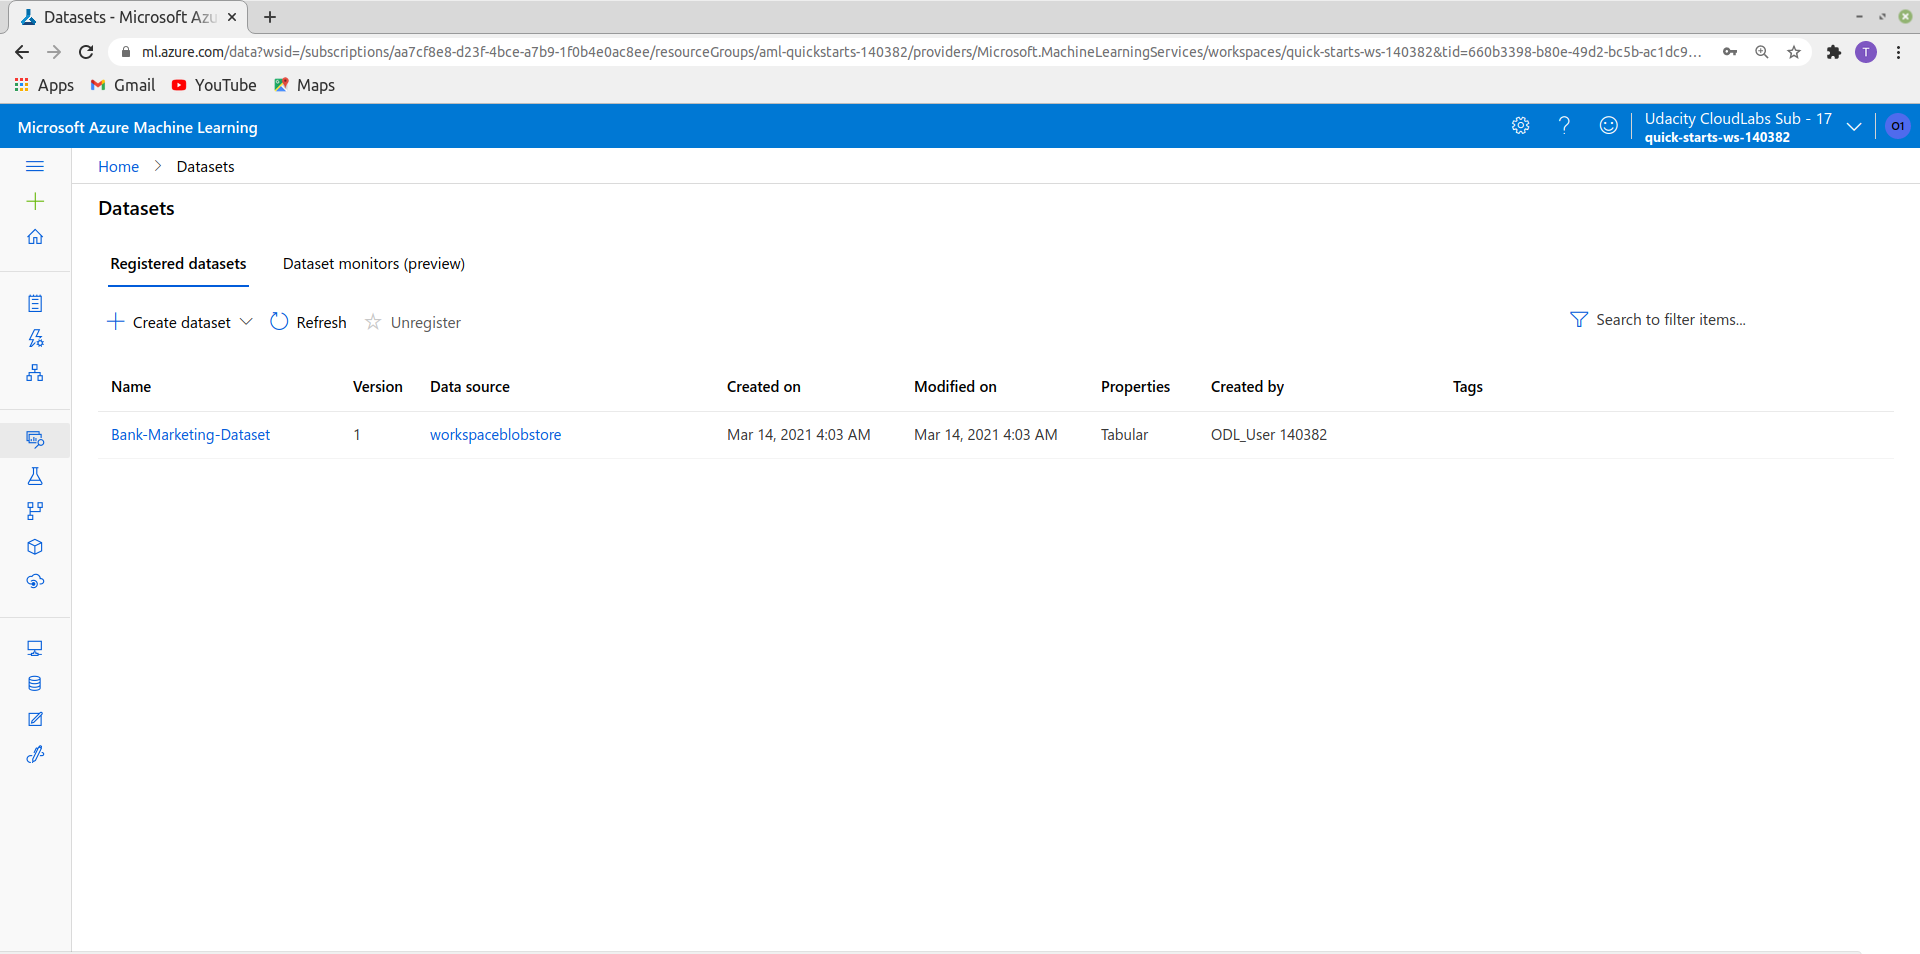 Datasets - Microsoft Azu
ml.azure.com/data?wsid=/subscriptions/aa7cf8e8-d23f-4bce-a7b9-1f0b4e0ac8ee/resourceGroups/aml-quickstarts-140382/providers/Microsoft.MachineLearningServices/workspaces/quick-starts-ws-140382&tid=660b3398-b80e-49d2-bc5b-ac1dc9...
T
Apps Gmail YouTube Maps
Microsoft Azure Machine Learning
Udacity CloudLabs Sub - 17
quick-starts-ws-140382
O1
Home > Datasets
Datasets
Registered datasets Dataset monitors (preview)
Create dataset Refresh Unregister Search to filter items...
Name Version Data source Created on Modified on Properties Created by Tags
Bank-Marketing-Dataset 1 workspaceblobstore Mar 14, 2021 4:03 AM Mar 14, 2021 4:03 AM Tabular ODL_User 140382